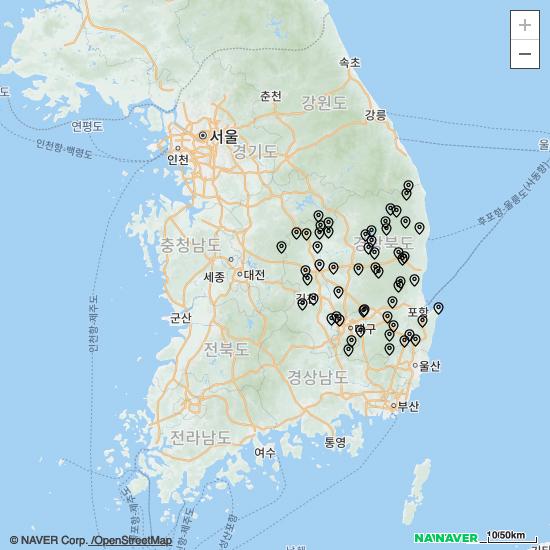 +
−
속초
춘천
강원도
강릉
도
연평도
서울
울
인천항-백령도
인천
경기도
후포항-울릉도(사동항)
충청남도
경상북도
세종
대전
인천항-제주도
김천
군산
포항
대구
전라북도
경상남도
울산
부산
전라남도
통영
여수
© NAVER Corp. /OpenStreetMap
NAVER
10/50km